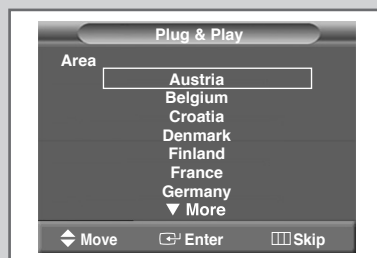 Plug & Play
Area
Austria
Belgium
Croatia
Denmark
Finland
France
Germany
▼ More
Move Enter Skip